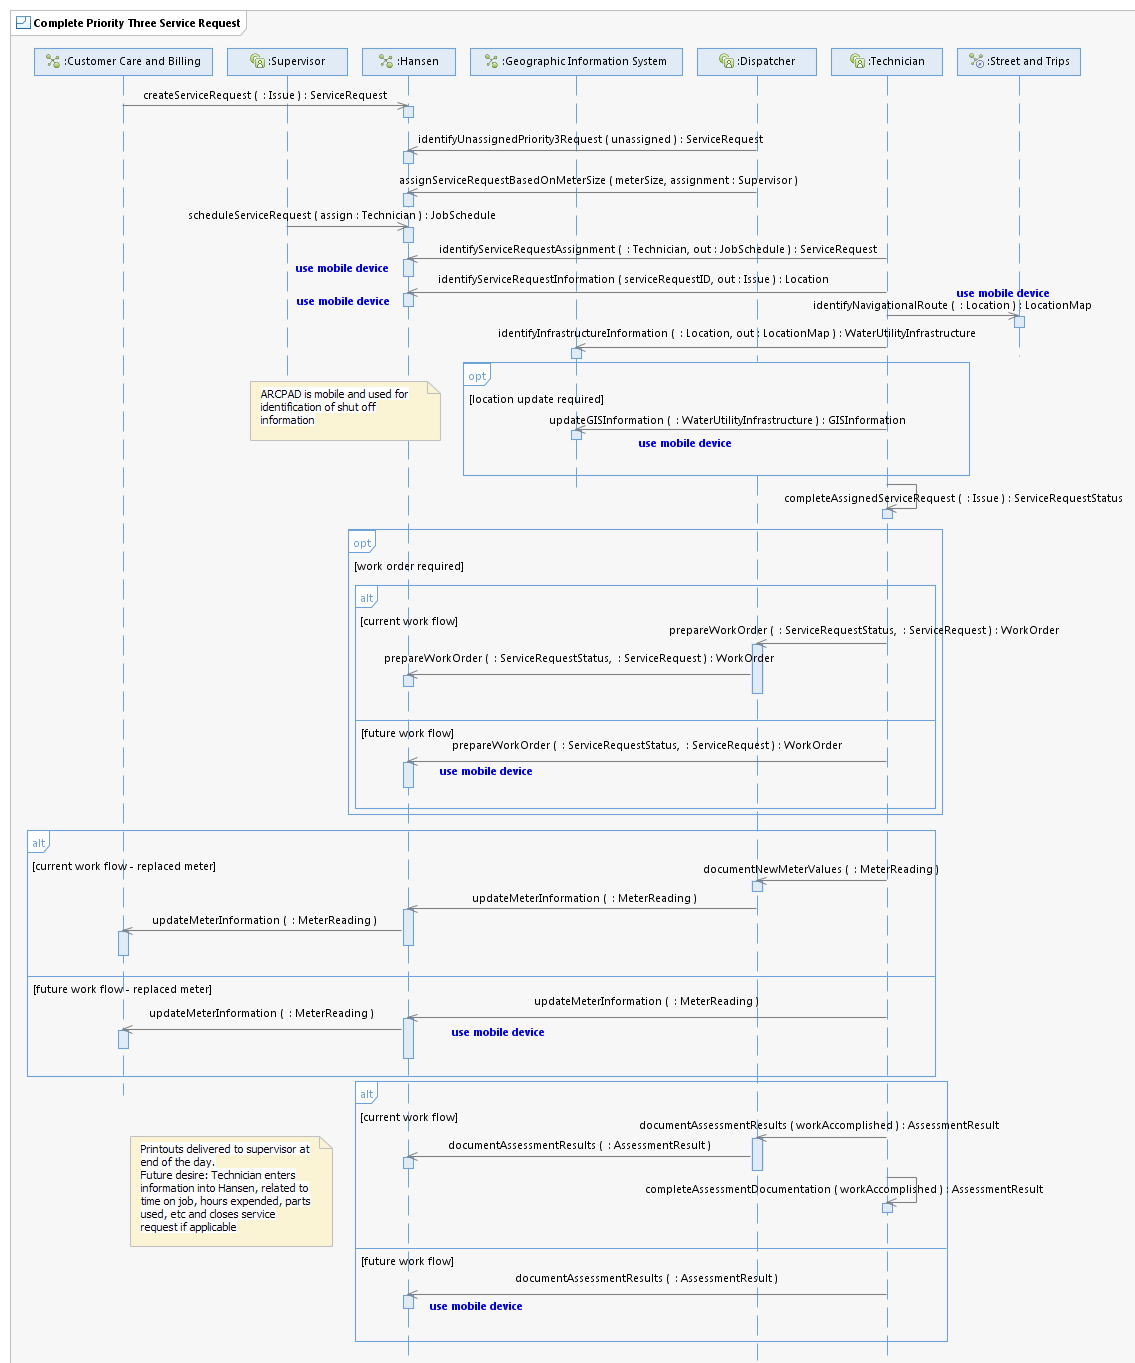 Complete Priority Three Service Request
:Customer Care and Billing
:Supervisor
:Hansen
:Geographic Information System
:Dispatcher
:Technician
:Street and Trips
createServiceRequest ( : Issue ) : ServiceRequest
identifyUnassignedPriority3Request ( unassigned ) : ServiceRequest
assignServiceRequestBasedOnMeterSize ( meterSize, assignment : Supervisor )
scheduleServiceRequest ( assign : Technician ) : JobSchedule
identifyServiceRequestAssignment ( : Technician, out : JobSchedule ) : ServiceRequest
use mobile device
identifyServiceRequestInformation ( serviceRequestID, out : Issue ) : Location
use mobile device
use mobile device
identifyNavigationalRoute ( : Location ) : LocationMap
identifyInfrastructureInformation ( : Location, out : LocationMap ) : WaterUtilityInfrastructure
opt
ARCPAD is mobile and used for
identification of shut off
information
[location update required]
updateGISInformation ( : WaterUtilityInfrastructure ) : GISInformation
use mobile device
completeAssignedServiceRequest ( : Issue ) : ServiceRequestStatus
opt
[work order required]
alt
[current work flow]
prepareWorkOrder ( : ServiceRequestStatus, : ServiceRequest ) : WorkOrder
prepareWorkOrder ( : ServiceRequestStatus, : ServiceRequest ) : WorkOrder
[future work flow]
prepareWorkOrder ( : ServiceRequestStatus, : ServiceRequest ) : WorkOrder
use mobile device
alt
[current work flow - replaced meter]
documentNewMeterValues ( : MeterReading )
updateMeterInformation ( : MeterReading )
updateMeterInformation ( : MeterReading )
[future work flow - replaced meter]
updateMeterInformation ( : MeterReading )
updateMeterInformation ( : MeterReading )
use mobile device
alt
[current work flow]
documentAssessmentResults ( workAccomplished ) : AssessmentResult
documentAssessmentResults ( : AssessmentResult )
Printouts delivered to supervisor at
end of the day.
Future desire: Technician enters
information into Hansen, related to
time on job, hours expended, parts
used, etc and closes service
request if applicable
completeAssessmentDocumentation ( workAccomplished ) : AssessmentResult
[future work flow]
documentAssessmentResults ( : AssessmentResult )
use mobile device